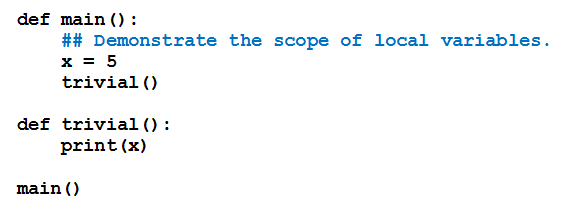 def main():
    ## Demonstrate the scope of local variables.
    x = 5
    trivial()
def trivial():
    print(x)
main()